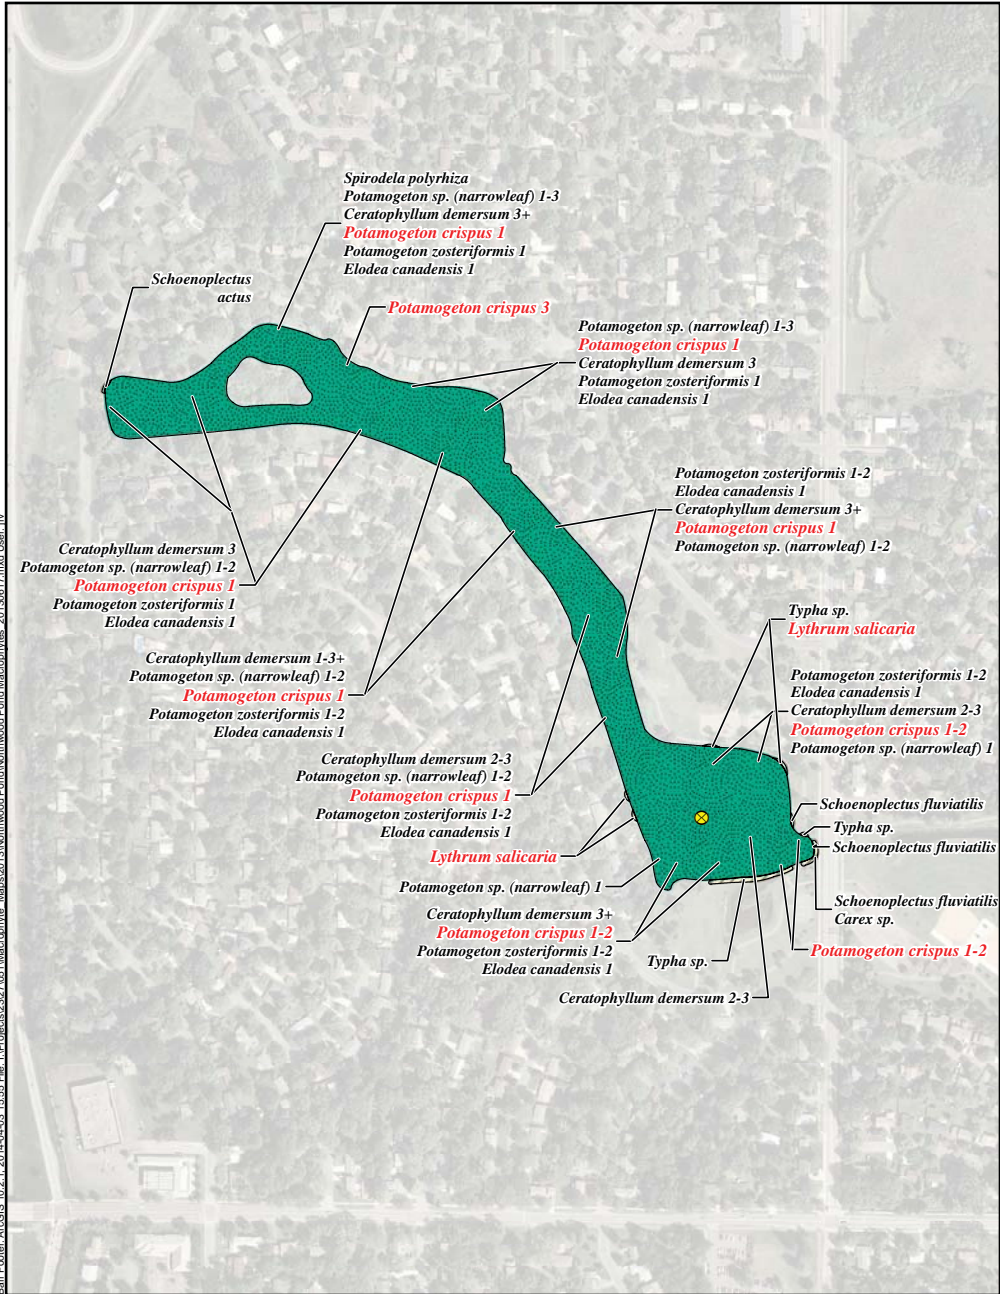 Spirodela polyrhiza
Potamogeton sp. (narrowleaf) 1-3
Ceratophyllum demersum 3+
Potamogeton crispus 1
Potamogeton zosteriformis 1
Elodea canadensis 1
Schoenoplectus
actus
Potamogeton crispus 3
Potamogeton sp. (narrowleaf) 1-3
Potamogeton crispus 1
Ceratophyllum demersum 3
Potamogeton zosteriformis 1
Elodea canadensis 1
Potamogeton zosteriformis 1-2
Elodea canadensis 1
Ceratophyllum demersum 3+
Potamogeton crispus 1
Potamogeton sp. (narrowleaf) 1-2
Ceratophyllum demersum 3
Potamogeton sp. (narrowleaf) 1-2
Potamogeton crispus 1
Potamogeton zosteriformis 1
Elodea canadensis 1
Typha sp.
Lythrum salicaria
Ceratophyllum demersum 1-3+
Potamogeton sp. (narrowleaf) 1-2
Potamogeton crispus 1
Potamogeton zosteriformis 1-2
Elodea canadensis 1
Potamogeton zosteriformis 1-2
Elodea canadensis 1
Ceratophyllum demersum 2-3
Potamogeton crispus 1-2
Potamogeton sp. (narrowleaf) 1
Ceratophyllum demersum 2-3
Potamogeton sp. (narrowleaf) 1-2
Potamogeton crispus 1
Potamogeton zosteriformis 1-2
Elodea canadensis 1
Schoenoplectus fluviatilis
Typha sp.
Schoenoplectus fluviatilis
Lythrum salicaria
Potamogeton sp. (narrowleaf) 1
Schoenoplectus fluviatilis
Carex sp.
Ceratophyllum demersum 3+
Potamogeton crispus 1-2
Potamogeton zosteriformis 1-2
Elodea canadensis 1
Potamogeton crispus 1-2
Typha sp.
Ceratophyllum demersum 2-3